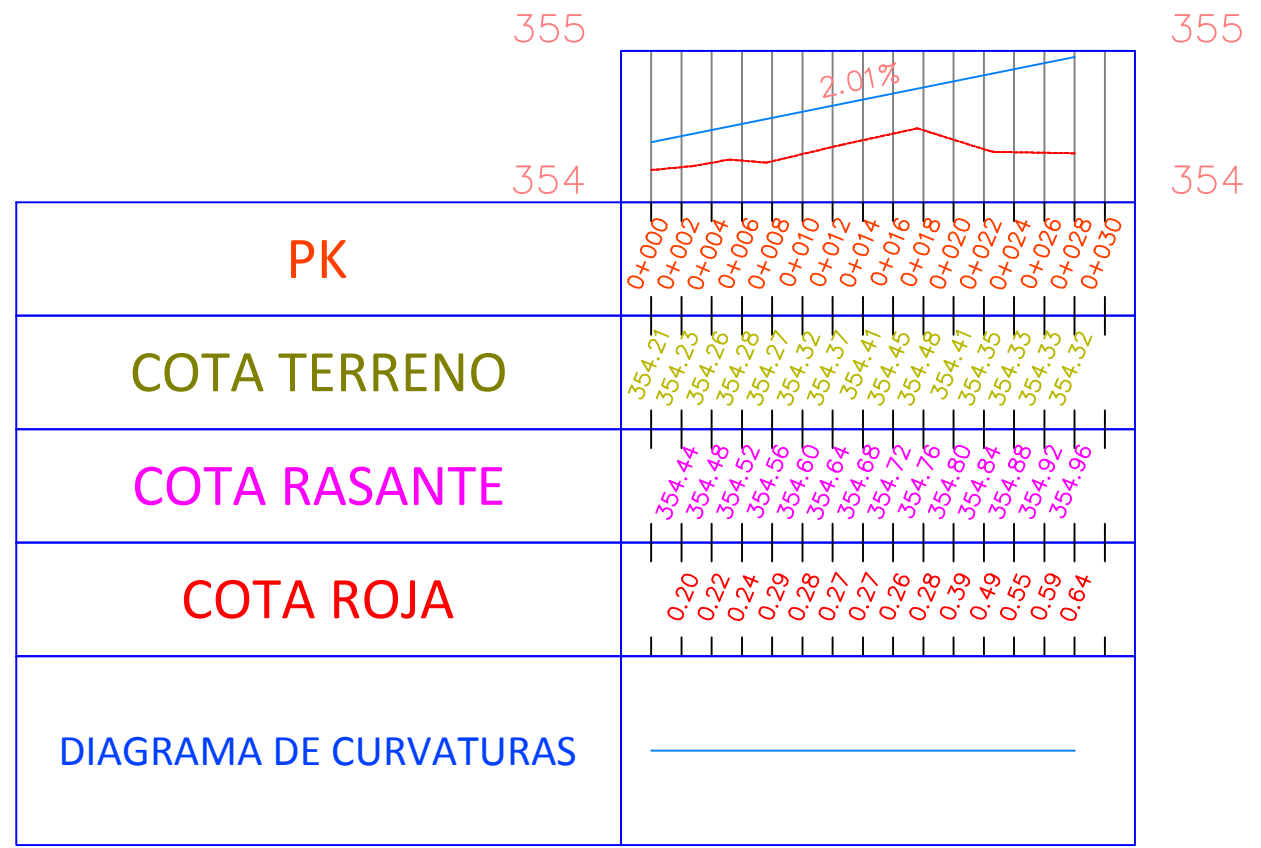 355 355
2.01%
354 354
PK 0+000 0+002 0+004 0+006 0+008 0+010 0+012 0+014 0+016 0+018 0+020 0+022 0+024 0+026 0+028 0+030
COTA TERRENO 354.21 354.23 354.26 354.28 354.27 354.32 354.37 354.41 354.45 354.48 354.41 354.35 354.33 354.33 354.32
COTA RASANTE 354.44 354.48 354.52 354.56 354.60 354.64 354.68 354.72 354.76 354.80 354.84 354.88 354.92 354.96
COTA ROJA 0.20 0.22 0.24 0.29 0.28 0.27 0.27 0.26 0.28 0.39 0.49 0.55 0.59 0.64
DIAGRAMA DE CURVATURAS